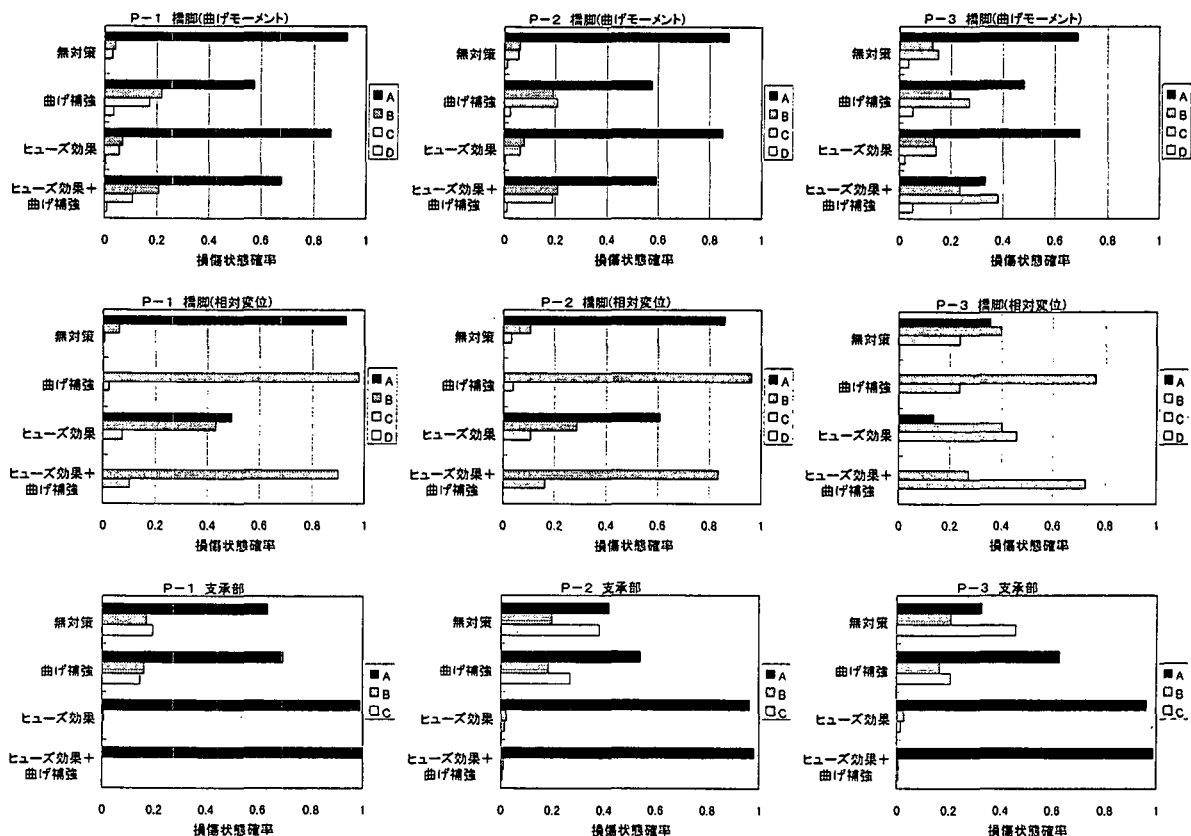 P-1 橋脚(曲げモーメント)
無対策
曲げ補強
ヒューズ効果
ヒューズ効果+
曲げ補強
A
B
C
D
0 0.2 0.4 0.6 0.8 1
損傷状態確率
P-2 橋脚(曲げモーメント)
無対策
曲げ補強
ヒューズ効果
ヒューズ効果+
曲げ補強
A
B
C
D
0 0.2 0.4 0.6 0.8 1
損傷状態確率
P-3 橋脚(曲げモーメント)
無対策
曲げ補強
ヒューズ効果
ヒューズ効果+
曲げ補強
A
B
C
D
0 0.2 0.4 0.6 0.8 1
損傷状態確率
P-1 橋脚(相対変位)
無対策
曲げ補強
ヒューズ効果
ヒューズ効果+
曲げ補強
A
B
C
D
0 0.2 0.4 0.6 0.8 1
損傷状態確率
P-2 橋脚(相対変位)
無対策
曲げ補強
ヒューズ効果
ヒューズ効果+
曲げ補強
A
B
C
D
0 0.2 0.4 0.6 0.8 1
損傷状態確率
P-3 橋脚(相対変位)
無対策
曲げ補強
ヒューズ効果
ヒューズ効果+
曲げ補強
A
B
C
D
0 0.2 0.4 0.6 0.8 1
損傷状態確率
P-1 支承部
無対策
曲げ補強
ヒューズ効果
ヒューズ効果+
曲げ補強
A
B
C
0 0.2 0.4 0.6 0.8 1
損傷状態確率
P-2 支承部
無対策
曲げ補強
ヒューズ効果
ヒューズ効果+
曲げ補強
A
B
C
0 0.2 0.4 0.6 0.8 1
損傷状態確率
P-3 支承部
無対策
曲げ補強
ヒューズ効果
ヒューズ効果+
曲げ補強
A
B
C
0 0.2 0.4 0.6 0.8 1
損傷状態確率